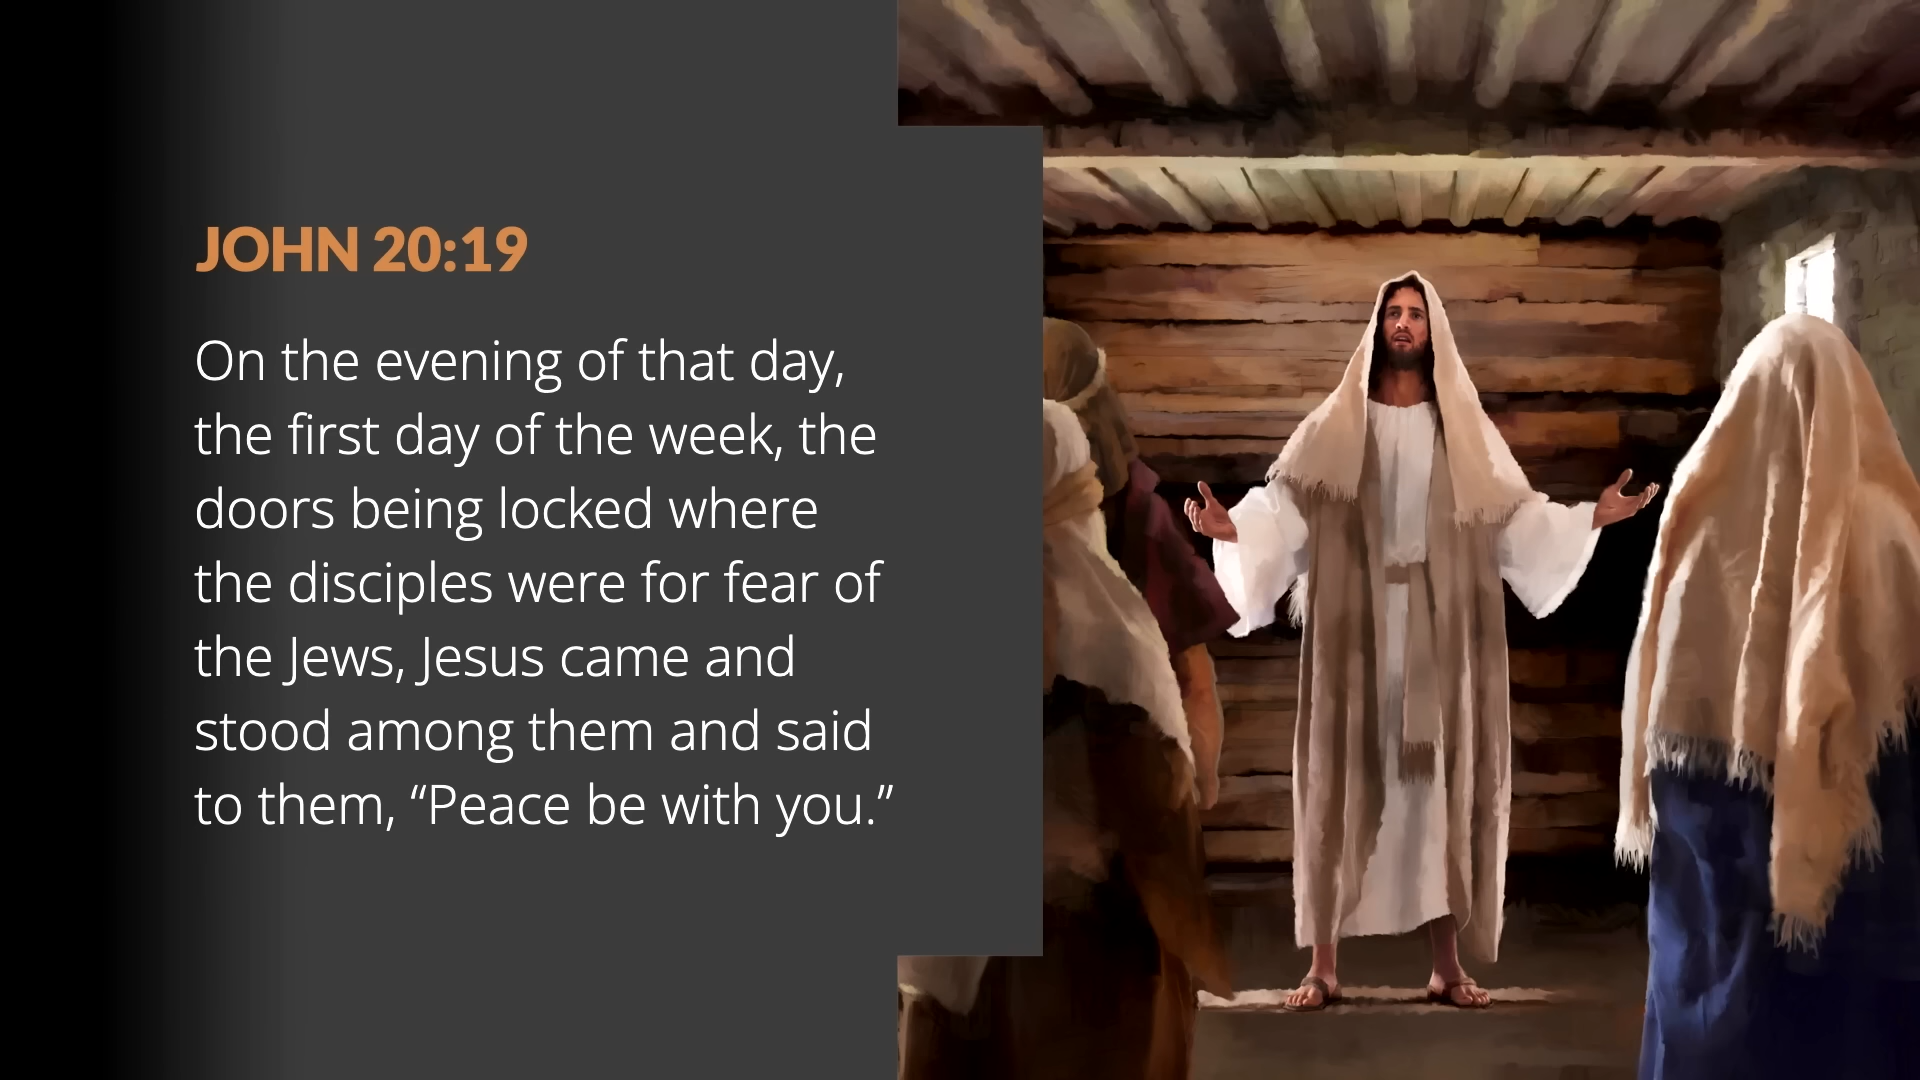 JOHN 20:19
On the evening of that day,
the first day of the week, the
doors being locked where
the disciples were for fear of
the Jews, Jesus came and
stood among them and said
to them, “Peace be with you.”